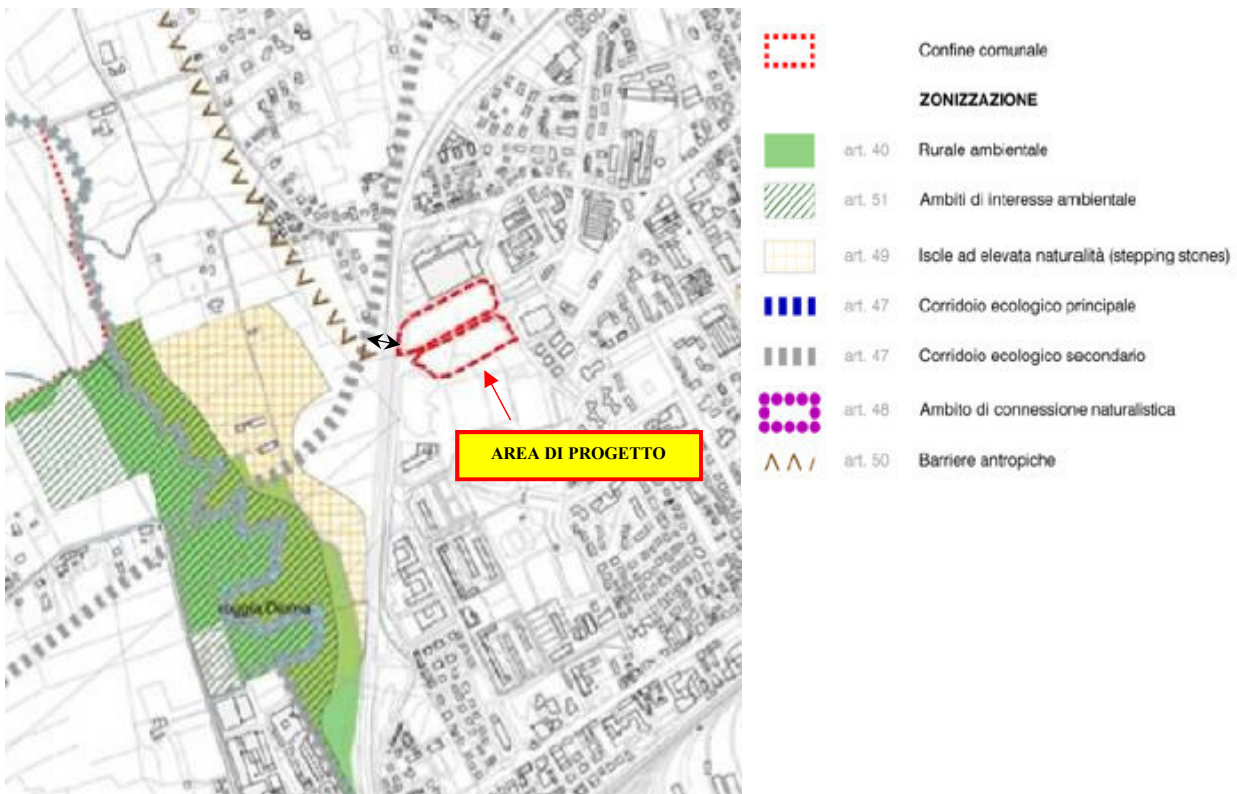 Confine comunale
ZONIZZAZIONE
art. 40 Rurale ambientale
art. 51 Ambiti di interesse ambientale
art. 49 Isole ad elevata naturalità (stepping stones)
art. 47 Corridoio ecologico principale
art. 47 Corridoio ecologico secondario
AREA DI PROGETTO
art. 48 Ambito di connessione naturalistica
art. 50 Barriere antropiche